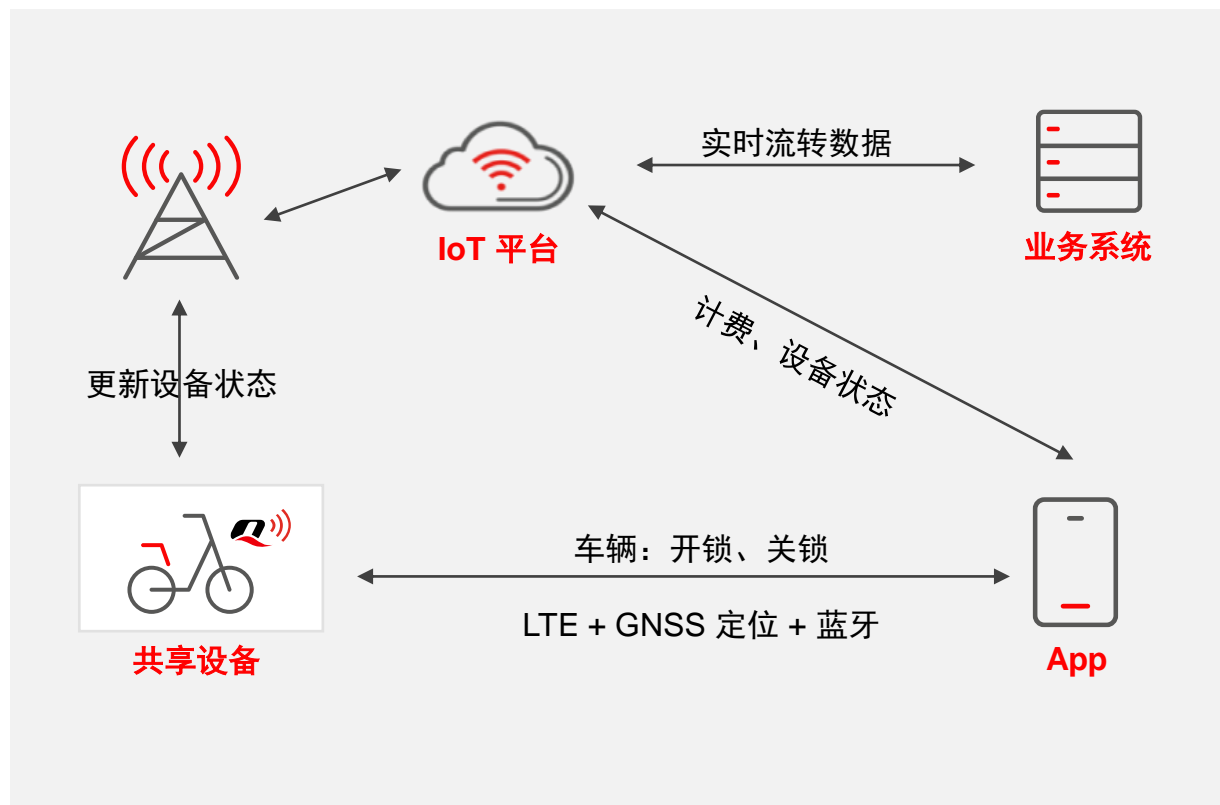 实时流转数据
IoT 平台
业务系统
计费、设备状态
更新设备状态
车辆：开锁、关锁
LTE + GNSS 定位 + 蓝牙
共享设备
App